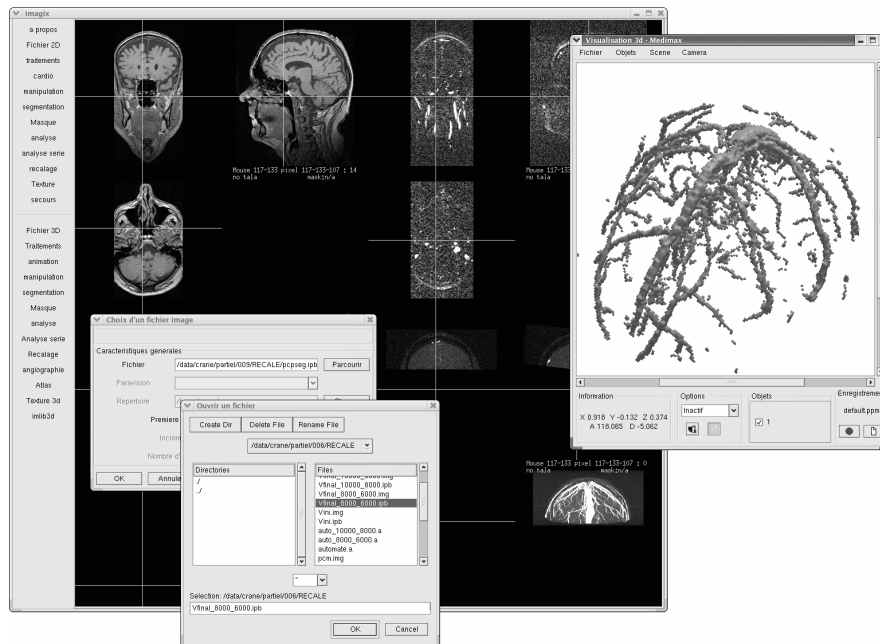 imagix
a propos
Fichier 2D
traitements
cardio
manipulation
segmentation
Masque
analyse
analyse serie
recalage
Texture
secours
Fichier 3D
Traitements
animation
manipulation
segmentation
Masque
analyse
Analyse serie
Recalage
angiographie
Atlas
Texture 3d
imlib3d
Mouse 117-133 pixel 117-133-107 : 14
no tala mask:n/a
Mouse 117-133
no tala
Visualisation 3d - Medimax
Fichier Objets Scene Camera
Information
X 0.918 Y -0.132 Z 0.374
A 118.065 D -5.062
Options
Inactif
Objets
1
Enregistrement
default.ppm
Choix d'un fichier image
Caracteristiques generales
Fichier /data/crane/partiel/009/RECALE/pcpseg.ipb Parcourir
Paravision
Repertoire
Premiere
Increm
Nombre d'
OK Annule
Ouvrir un fichier
Create Dir Delete File Rename File
/data/crane/partiel/006/RECALE
Directories
./
../
Files
Vfinal_10000_8000.ipb
Vfinal_8000_6000.img
Vfinal_8000_6000.ipb
Vini.img
Vini.ipb
auto_10000_8000.a
auto_8000_6000.a
automate.a
pcm.img
*
Selection: /data/crane/partiel/006/RECALE
Vfinal_8000_6000.ipb
OK Cancel
Mouse 117-133 pixel 117-133-107 : 0
no tala mask:n/a